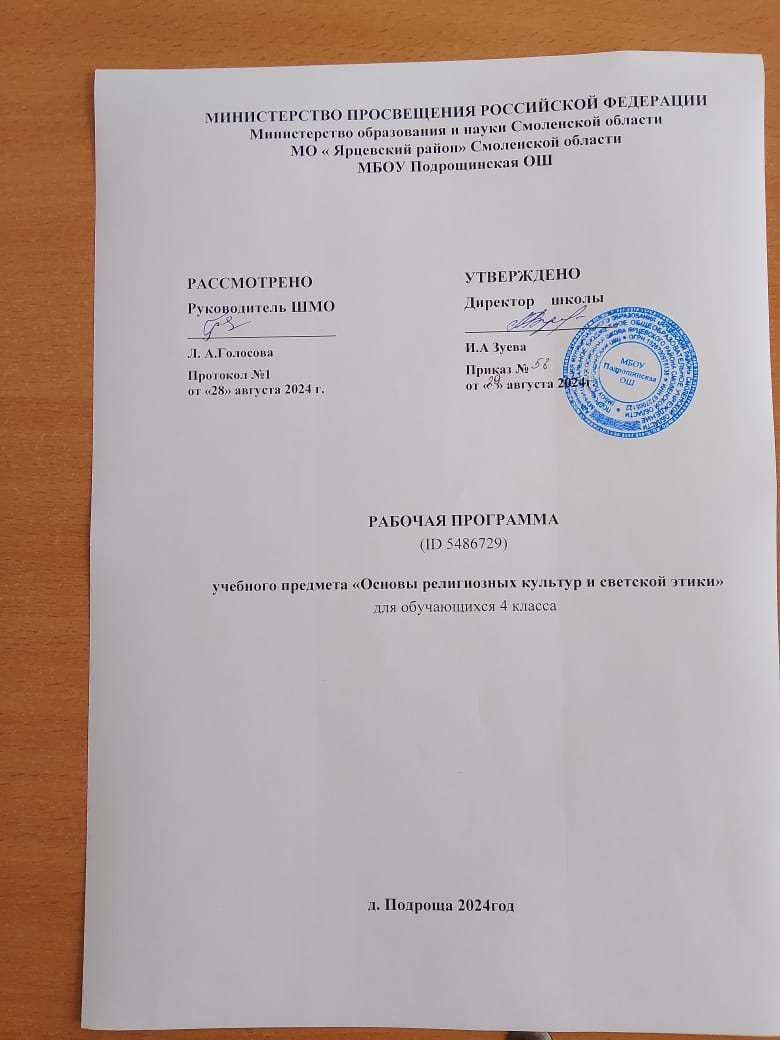 МИНИСТЕРСТВО ПРОСВЕЩЕНИЯ РОССИЙСКОЙ ФЕДЕРАЦИИ
Министерство образования и науки Смоленской области
МО « Ярцевский район» Смоленской области
МБОУ Подрощинская ОШ
РАССМОТРЕНО
Руководитель ШМО
Л. А.Голосова
Протокол №1
от «28» августа 2024 г.
УТВЕРЖДЕНО
Директор школы
И.А Зуева
Приказ № 58
от «29» августа 2024г.
МБОУ
Подрощинская
ОШ
РАБОЧАЯ ПРОГРАММА
(ID 5486729)
учебного предмета «Основы религиозных культур и светской этики»
для обучающихся 4 класса
д. Подроща 2024год